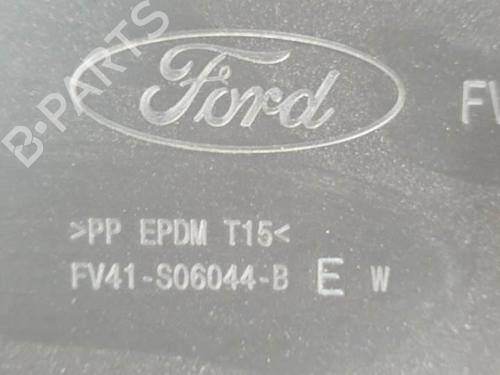 B-PARTS
Ford
FV
>PP EPDM T15<
FV41-S06044-B E W